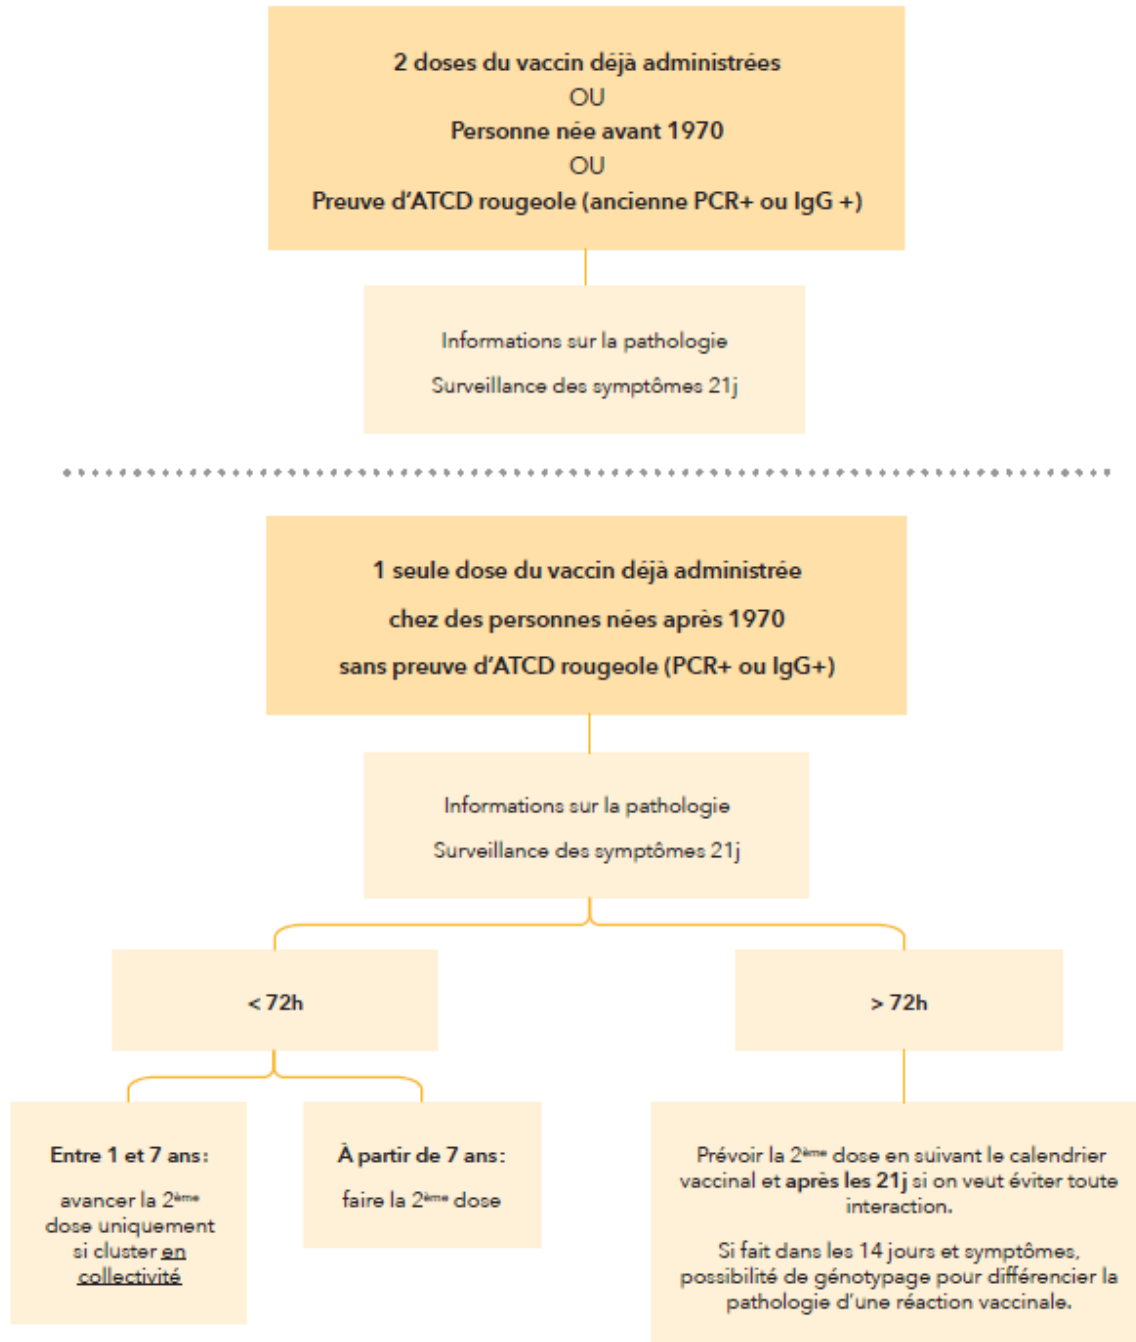 2 doses du vaccin déjà administrées
OU
Personne née avant 1970
OU
Preuve d'ATCD rougeole (ancienne PCR+ ou IgG +)
Informations sur la pathologie
Surveillance des symptômes 21j
1 seule dose du vaccin déjà administrée
chez des personnes nées après 1970
sans preuve d'ATCD rougeole (PCR+ ou IgG+)
Informations sur la pathologie
Surveillance des symptômes 21j
< 72h
> 72h
Entre 1 et 7 ans :
avancer la 2ème
dose uniquement
si cluster en
collectivité
À partir de 7 ans :
faire la 2ème dose
Prévoir la 2ème dose en suivant le calendrier
vaccinal et après les 21j si on veut éviter toute
interaction.
Si fait dans les 14 jours et symptômes,
possibilité de génotypage pour différencier la
pathologie d'une réaction vaccinale.